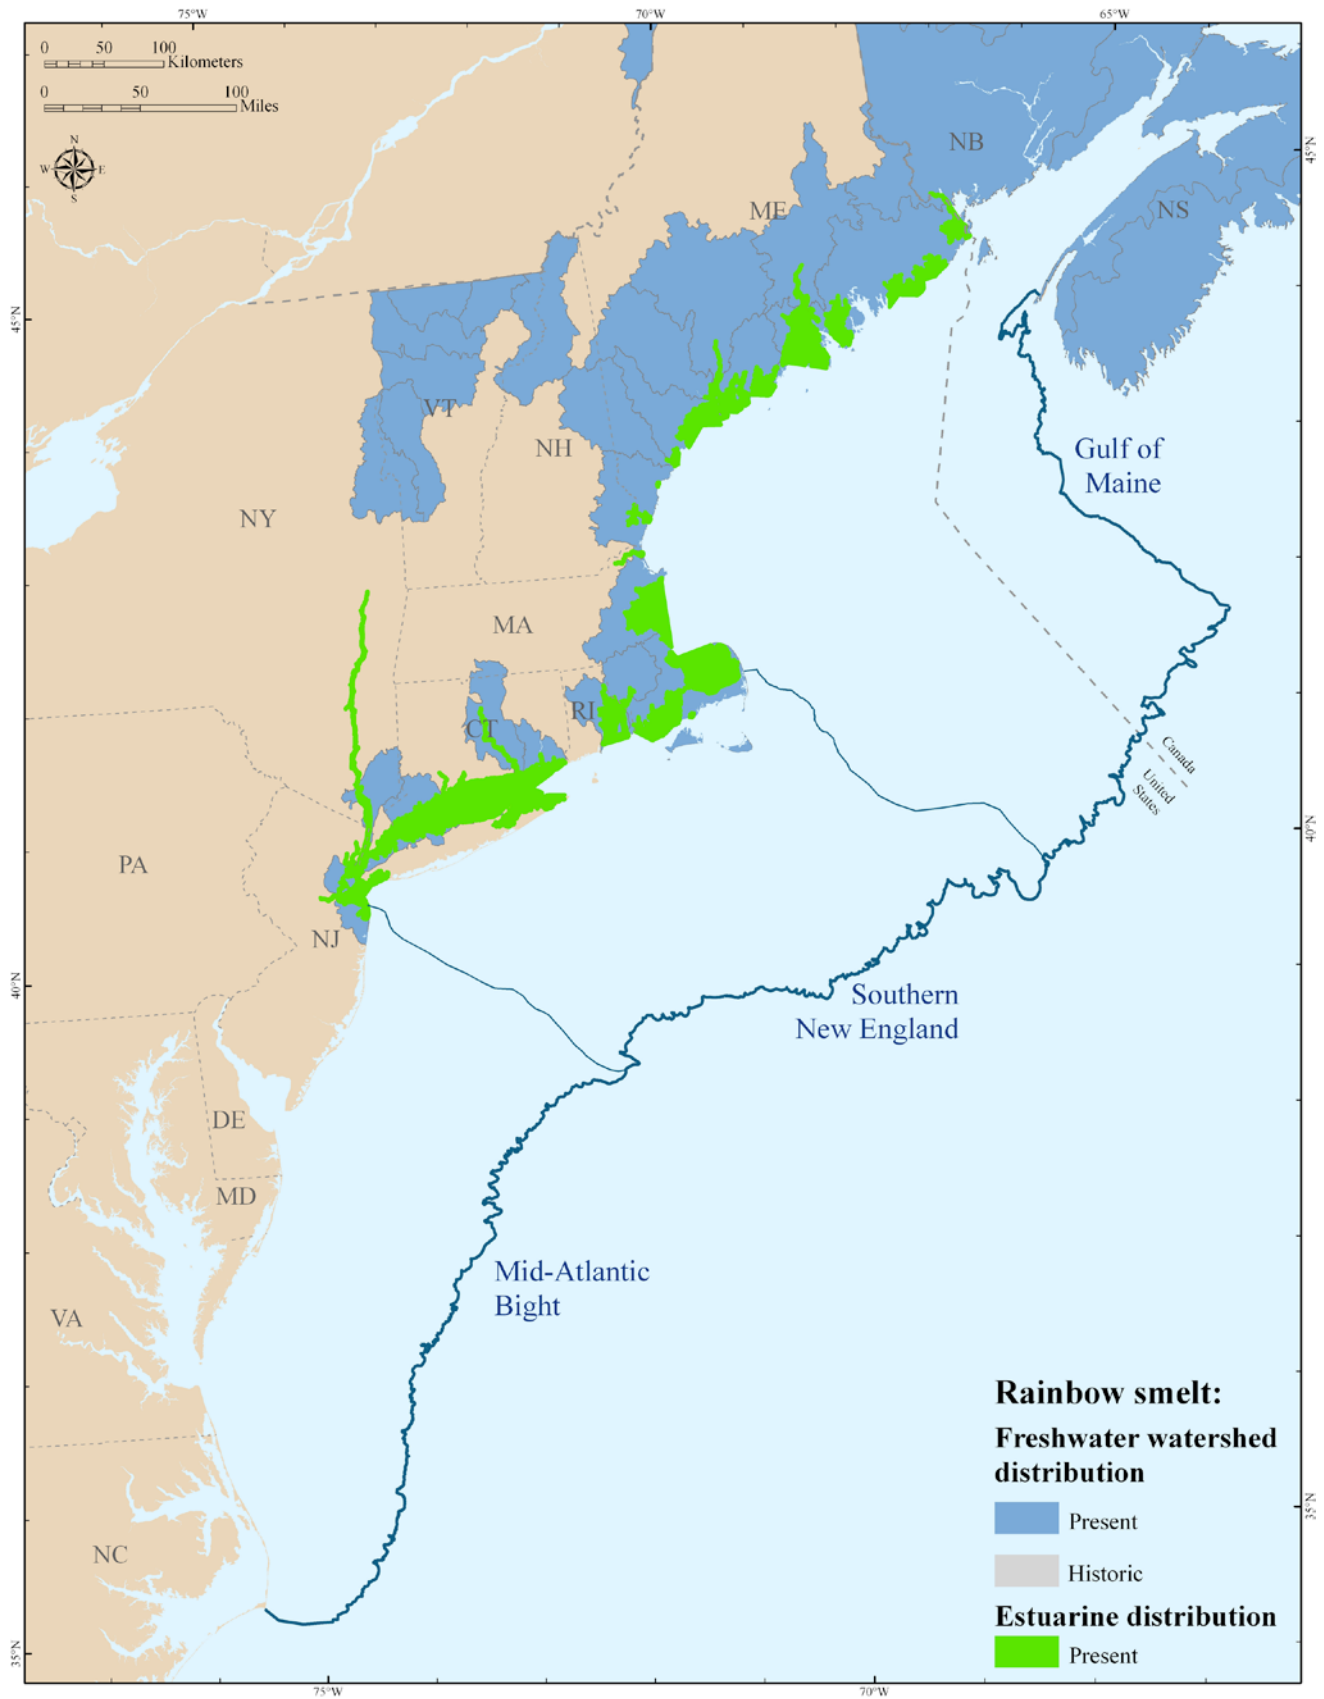 75°W 70°W 65°W
0 50 100
Kilometers
0 50 100
Miles
N
W E
S
NB
45°N
ME
NS
45°N
VT
Gulf of
Maine
NH
NY
MA
RI
CT
Canada
United
States
40°N
PA
NJ
40°N
Southern
New England
DE
MD
Mid-Atlantic
Bight
VA
Rainbow smelt:
Freshwater watershed
distribution
Present
35°N
NC
Historic
Estuarine distribution
Present
35°N
75°W 70°W